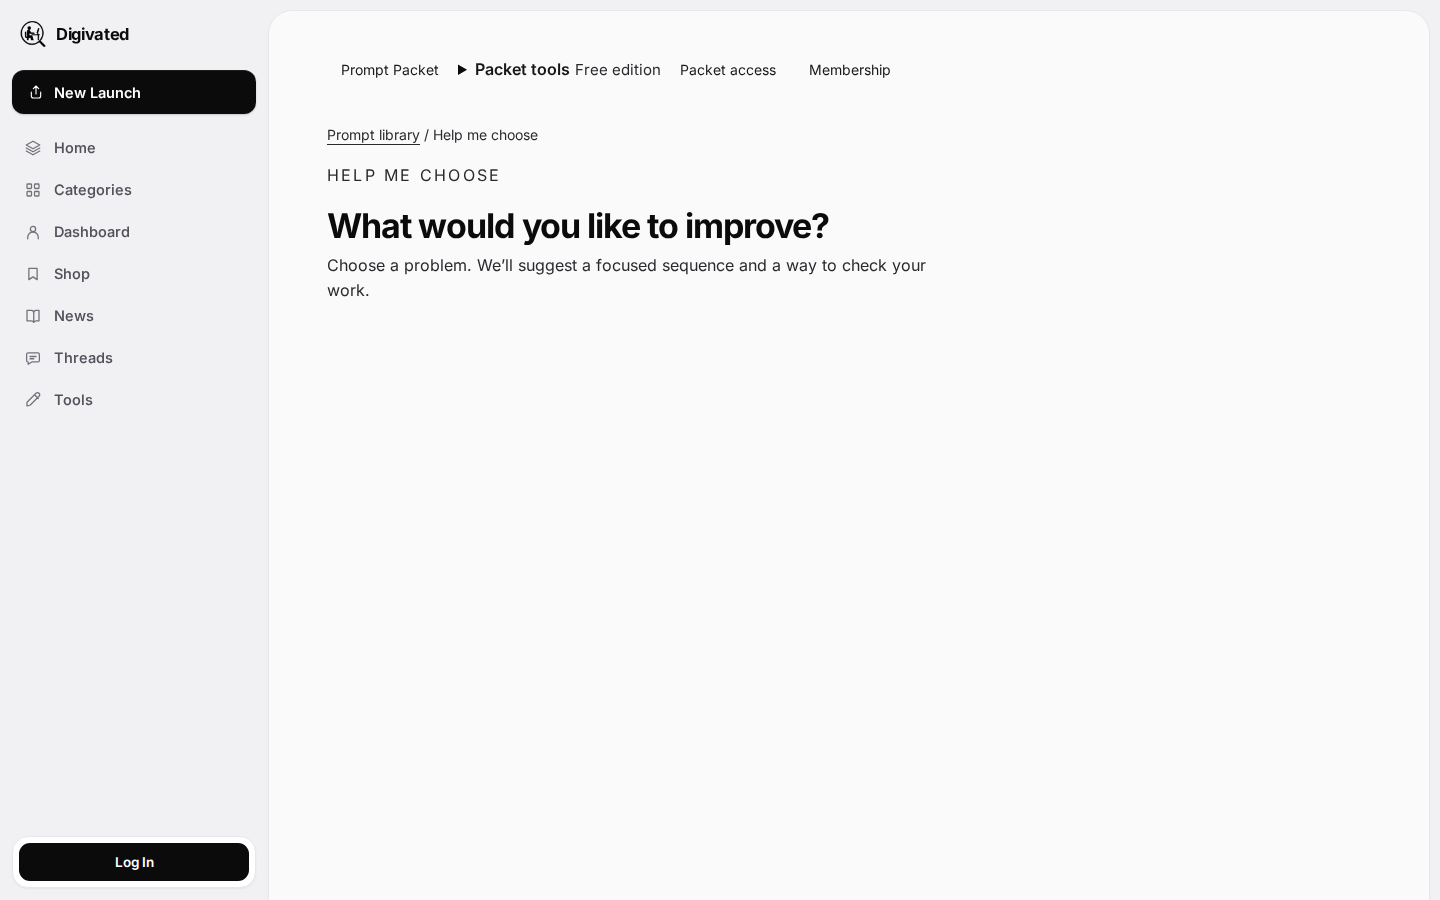 Digivated
New Launch
Home
Categories
Dashboard
Shop
News
Threads
Tools
Log In
Prompt Packet
Packet tools Free edition
Packet access
Membership
Prompt library / Help me choose
HELP ME CHOOSE
What would you like to improve?
Choose a problem. We’ll suggest a focused sequence and a way to check your
work.